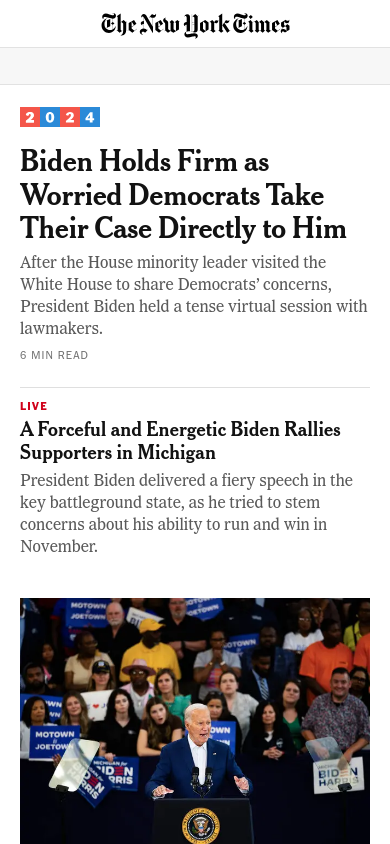 The New York Times
2024
Biden Holds Firm as
Worried Democrats Take
Their Case Directly to Him
After the House minority leader visited the
White House to share Democrats’ concerns,
President Biden held a tense virtual session with
lawmakers.
6 MIN READ
LIVE
A Forceful and Energetic Biden Rallies
Supporters in Michigan
President Biden delivered a fiery speech in the
key battleground state, as he tried to stem
concerns about his ability to run and win in
November.
MOTOWN
JOETOWN
MOTOWN
MOTOWN
JOETOWN
MICHIGAN for
BIDEN
HARRIS
BIDEN
HARRIS